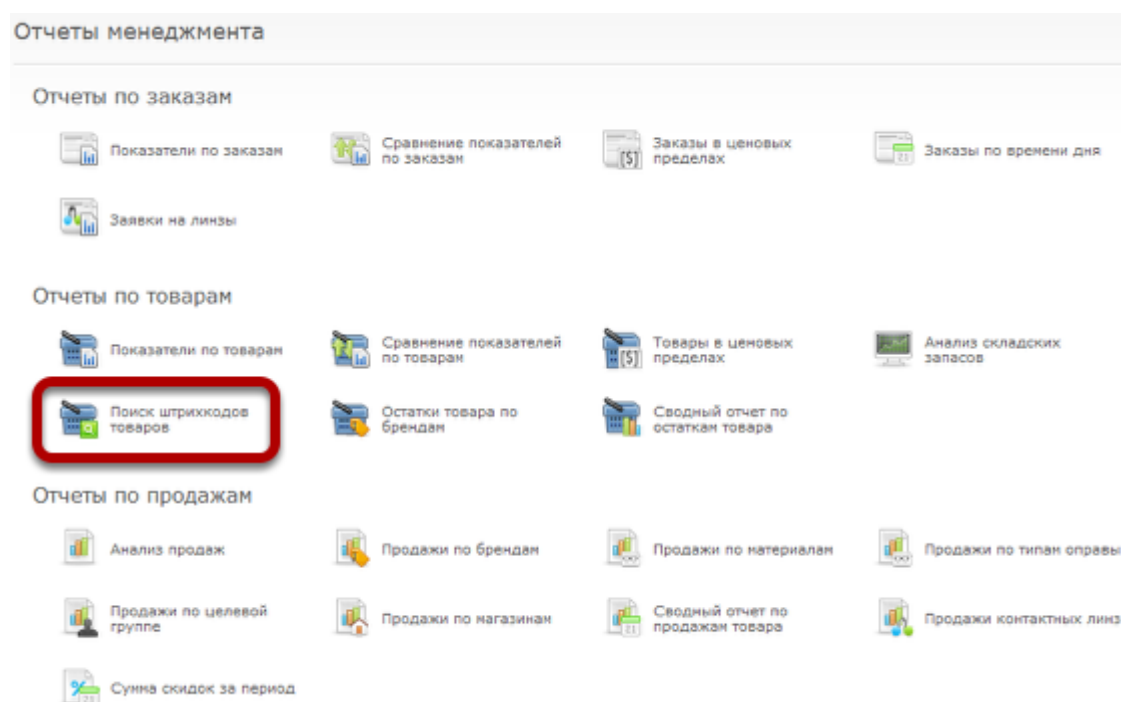 Отчеты менеджмента
Отчеты по заказам
Показатели по заказам
Сравнение показателей
по заказам
Заказы в ценовых
пределах
Заказы по времени дня
Заявки на линзы
Отчеты по товарам
Показатели по товарам
Сравнение показателей
по товарам
Товары в ценовых
пределах
Анализ складских
запасов
Поиск штрихкодов
товаров
Остатки товара по
брендам
Сводный отчет по
остаткам товара
Отчеты по продажам
Анализ продаж
Продажи по брендам
Продажи по материалам
Продажи по типам оправы
Продажи по целевой
группе
Продажи по магазинам
Сводный отчет по
продажам товара
Продажи контактных линз
Сумма скидок за период